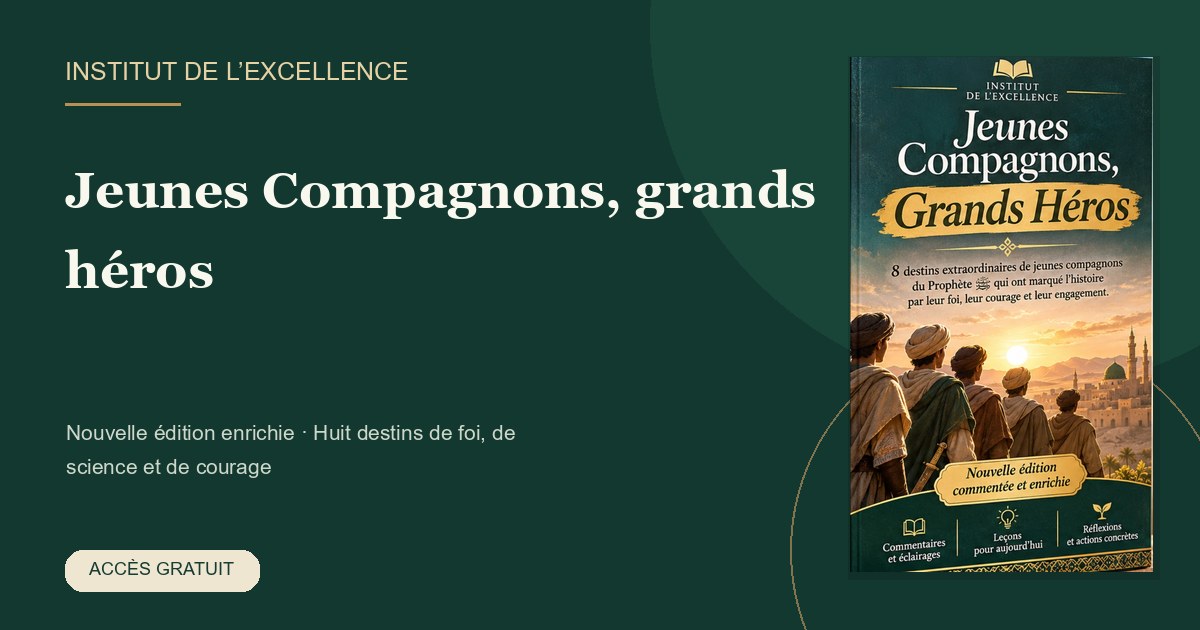 INSTITUT DE L’EXCELLENCE
Jeunes Compagnons, grands
héros
Nouvelle édition enrichie · Huit destins de foi, de
science et de courage
ACCÈS GRATUIT
INSTITUT
DE L’EXCELLENCE
Jeunes
Compagnons,
Grands Héros
8 destins extraordinaires de jeunes compagnons
du Prophète ﷺ qui ont marqué l’histoire
par leur foi, leur courage et leur engagement.
Nouvelle édition
commentée et enrichie
Commentaires
et éclairages
Leçons
pour aujourd’hui
Réflexions
et actions concrètes